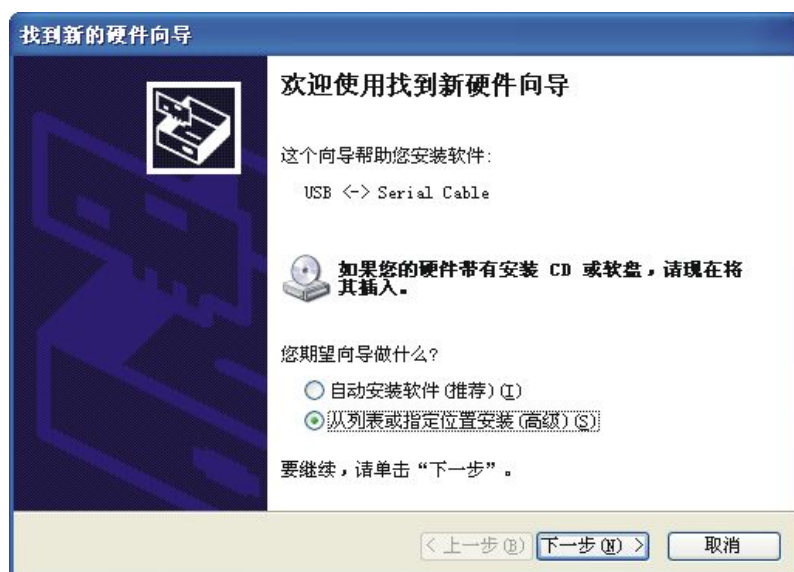 找到新的硬件向导
欢迎使用找到新硬件向导
这个向导帮助您安装软件:
USB <-> Serial Cable
如果您的硬件带有安装 CD 或软盘，请现在将
其插入。
您期望向导做什么?
自动安装软件(推荐)(I)
从列表或指定位置安装(高级)(S)
要继续，请单击“下一步”。
< 上一步(B)
下一步(N) >
取消